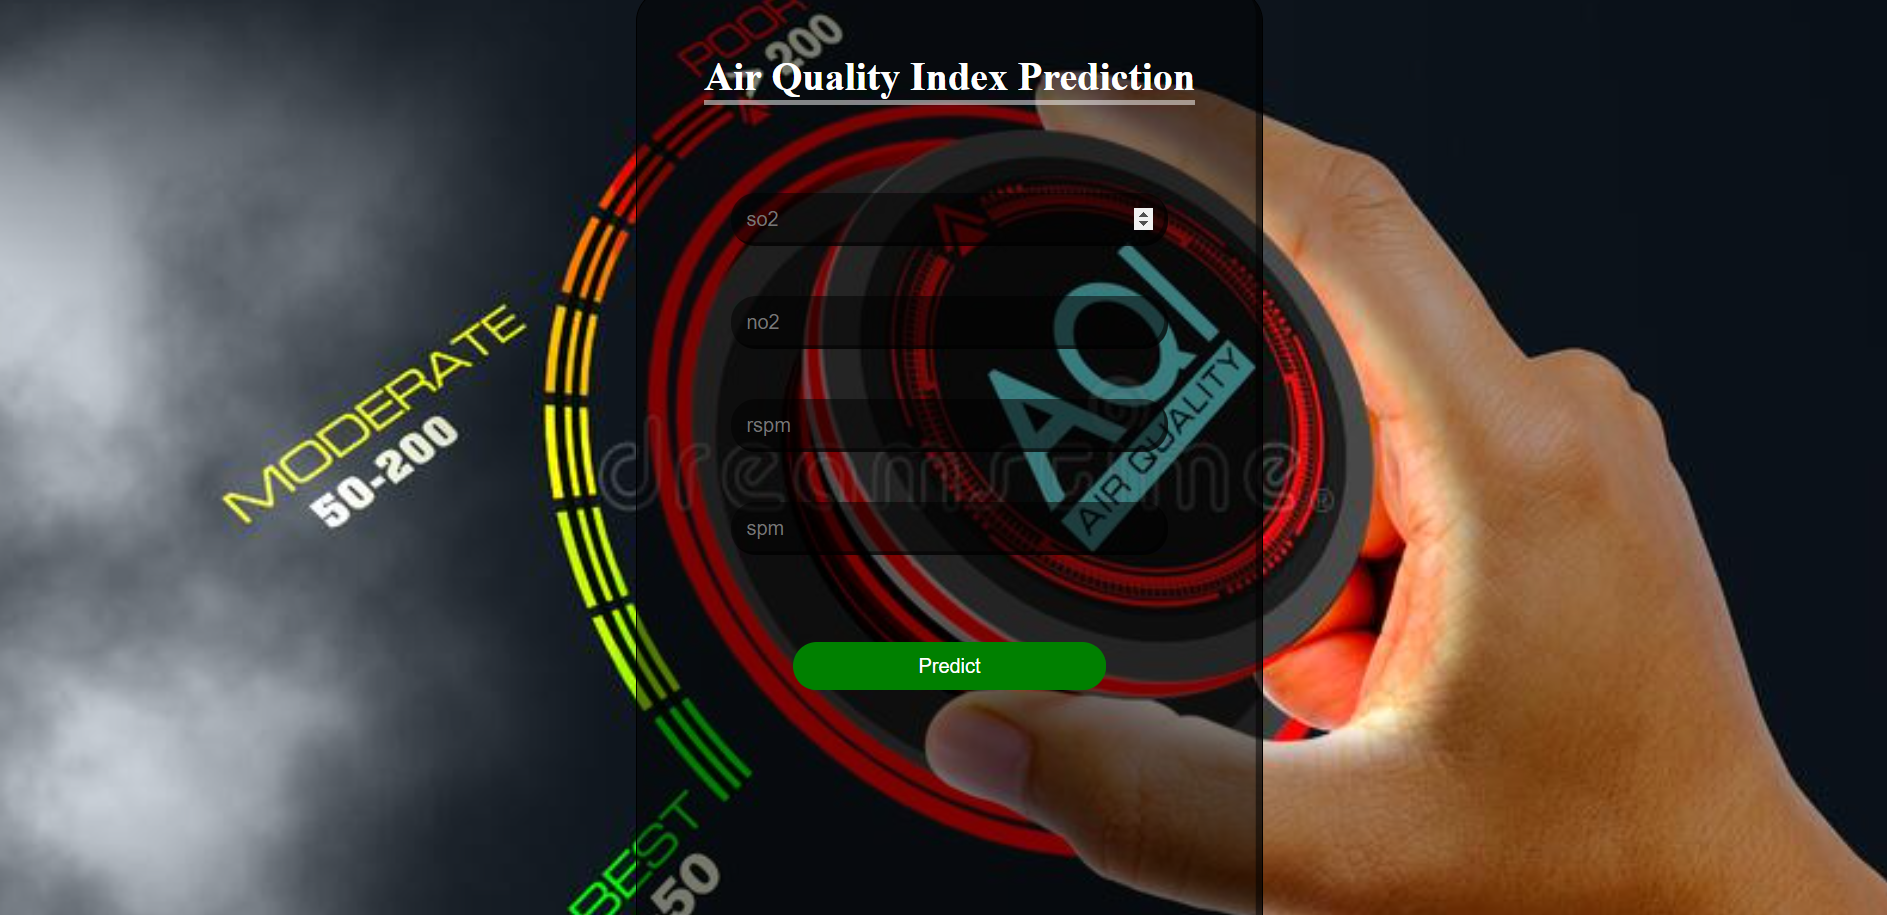 POOR
> 200
Air Quality Index Prediction
so2
no2
rspm
spm
MODERATE
50-200
AQI
AIR QUALITY
dreamstime®
Predict
BEST
50